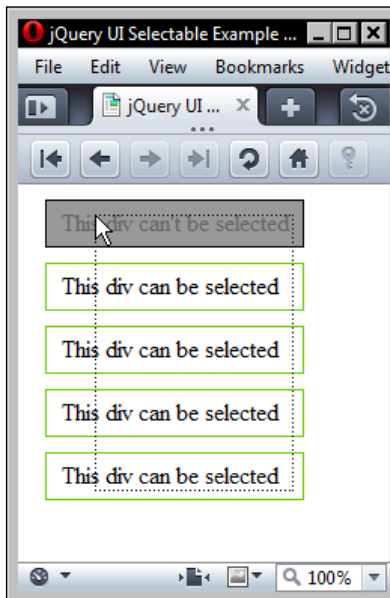 jQuery UI Selectable Example ...
File Edit View Bookmarks Widget
jQuery UI ...
This div can't be selected
This div can be selected
This div can be selected
This div can be selected
This div can be selected
100%